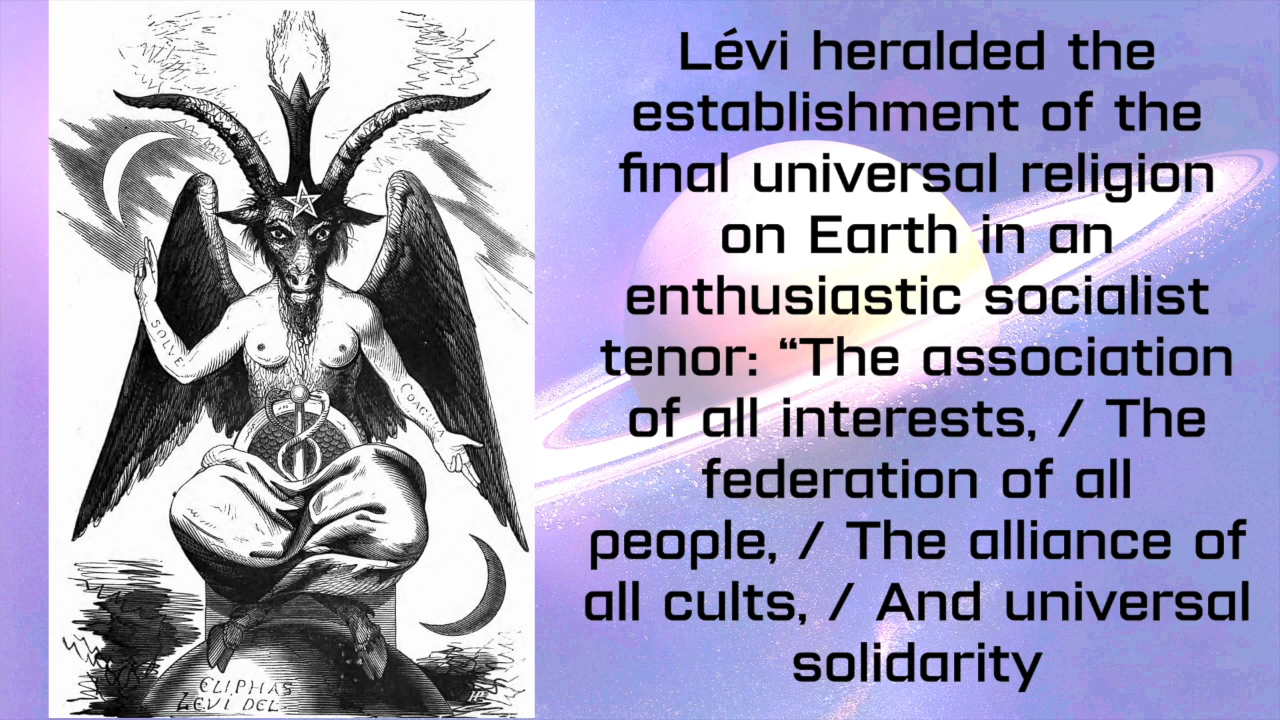 SOLVE
COAGU
ELIPHAS
LEVI DEL.
Lévi heralded the
establishment of the
final universal religion
on Earth in an
enthusiastic socialist
tenor: “The association
of all interests, / The
federation of all
people, / The alliance of
all cults, / And universal
solidarity